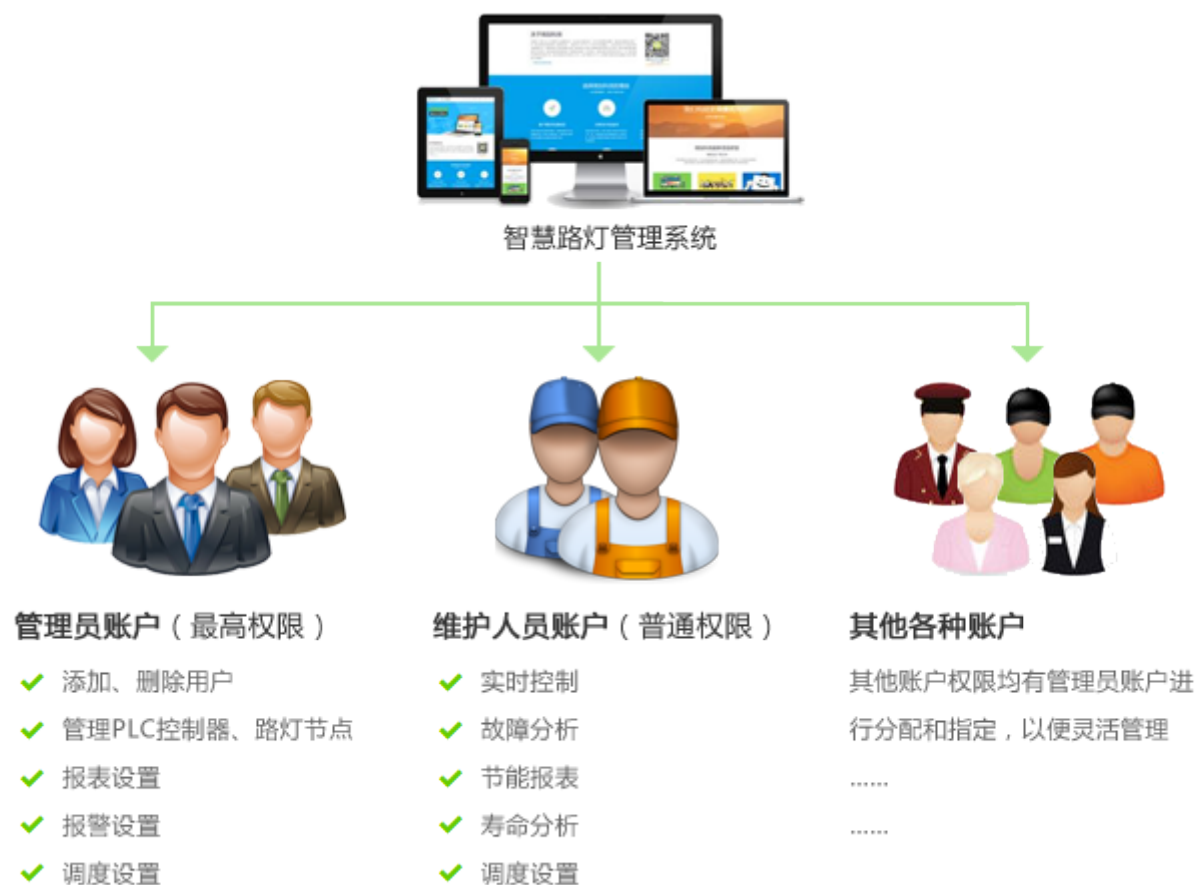 智慧路灯管理系统
管理员账户（最高权限）
添加、删除用户
管理PLC控制器、路灯节点
报表设置
报警设置
调度设置
维护人员账户（普通权限）
实时控制
故障分析
节能报表
寿命分析
调度设置
其他各种账户
其他账户权限均有管理员账户进
行分配和指定，以便灵活管理
……
……